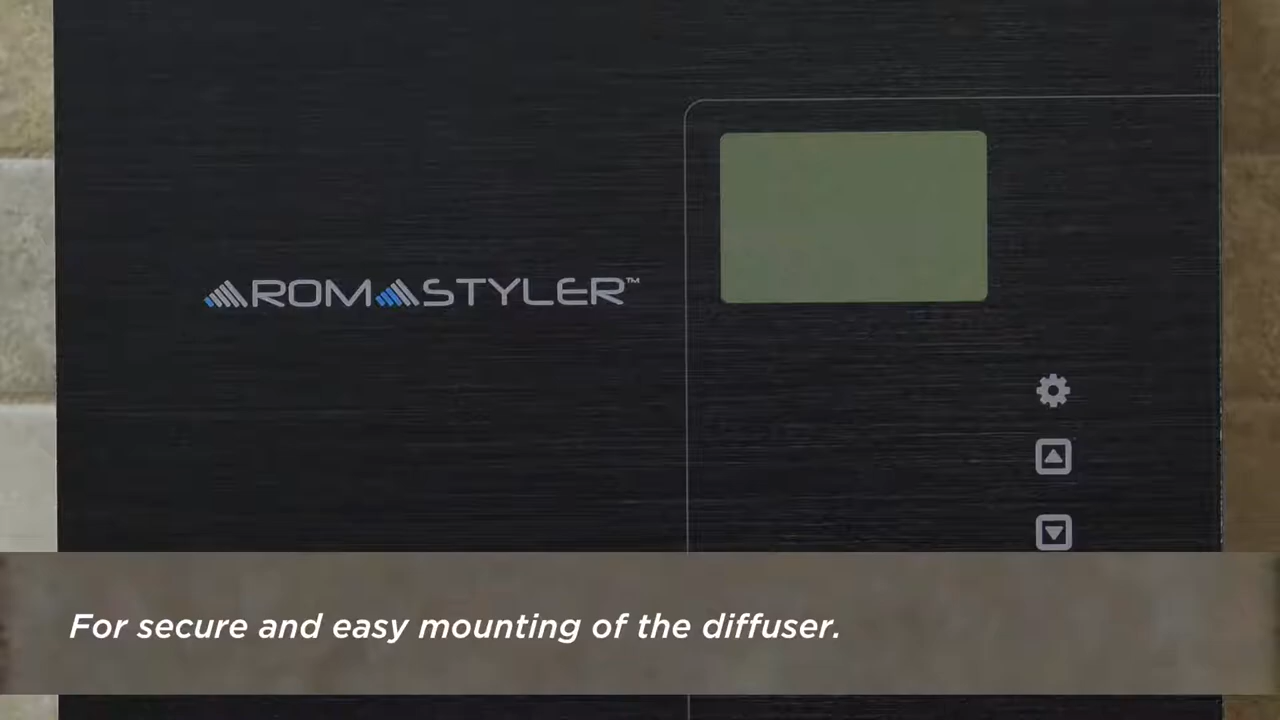 AROMASTYLER™
For secure and easy mounting of the diffuser.